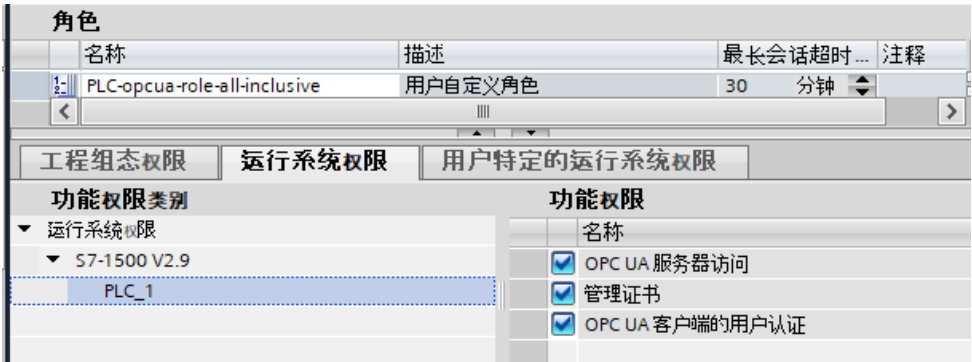 角色
名称 描述 最长会话超时... 注释
PLC-opcua-role-all-inclusive 用户自定义角色 30 分钟
工程组态权限 运行系统权限 用户特定的运行系统权限
功能权限类别 功能权限
运行系统权限 名称
S7-1500 V2.9 OPC UA 服务器访问
PLC_1 管理证书
OPC UA 客户端的用户认证